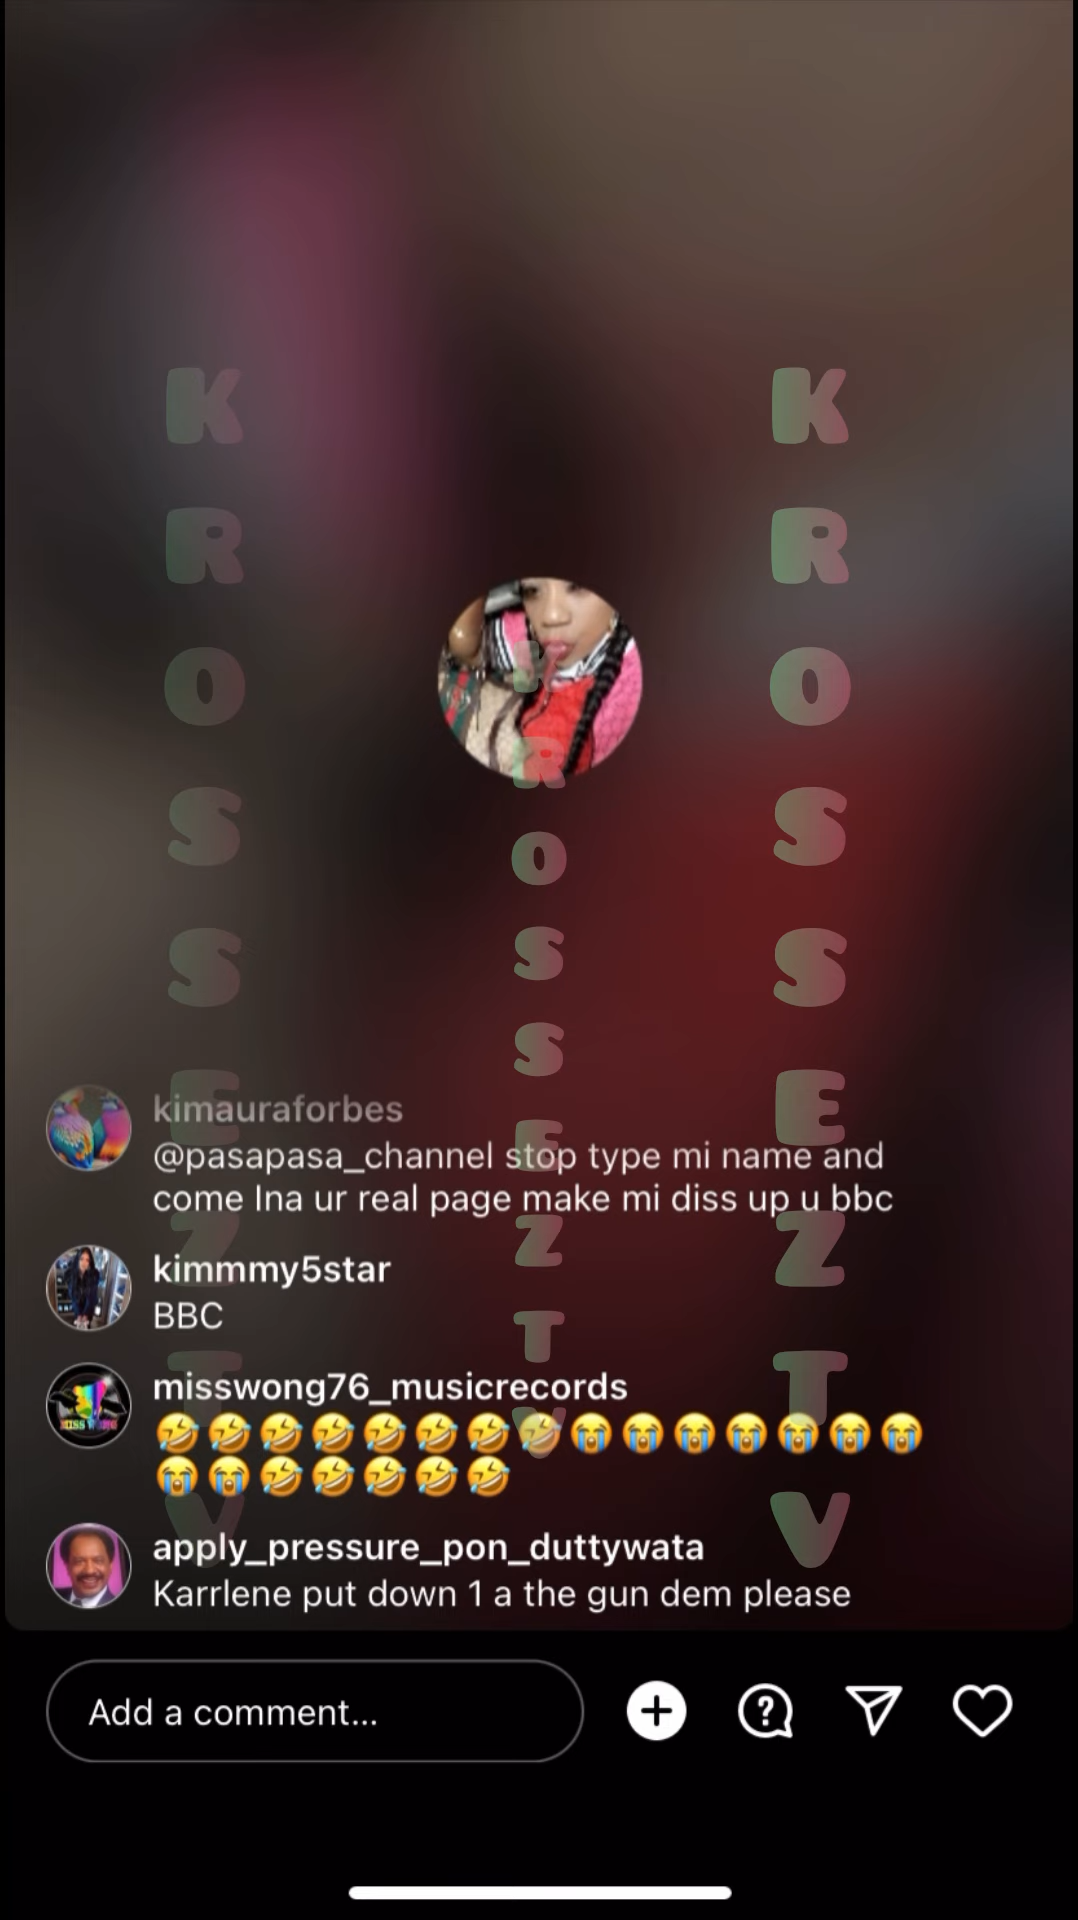 KROSSEZTV
KROSSEZTV
KROSSEZTV
kimauraforbes
@pasapasa_channel stop type mi name and
come Ina ur real page make mi diss up u bbc
kimmmy5star
BBC
misswong76_musicrecords
🤣🤣🤣🤣🤣🤣🤣🤣😭😭😭😭😭😭😭
😭😭🤣🤣🤣🤣🤣
apply_pressure_pon_duttywata
Karrlene put down 1 a the gun dem please
Add a comment...